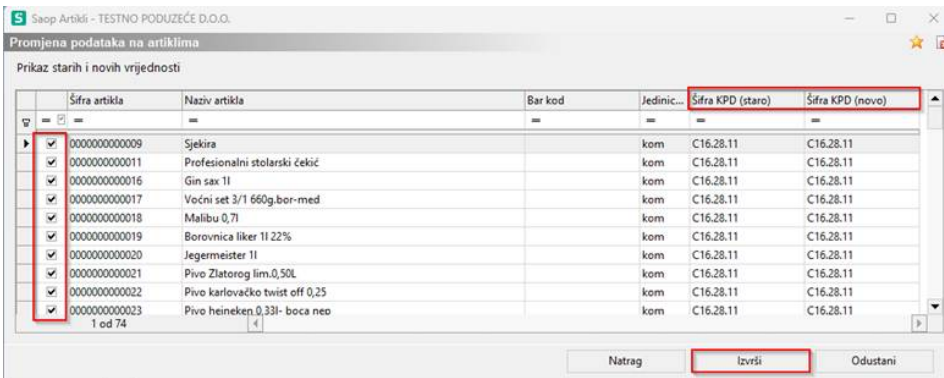 S Saop Artikli - TESTNO PODUZEĆE D.O.O.
Promjena podataka na artiklima
Prikaz starih i novih vrijednosti
Šifra artikla Naziv artikla Bar kod Jedinic... Šifra KPD (staro) Šifra KPD (novo)
= = = = = = =
0000000000009 Sjekira kom C16.28.11 C16.28.11
0000000000011 Profesionalni stolarski čekić kom C16.28.11 C16.28.11
0000000000016 Gin sax 1l kom C16.28.11 C16.28.11
0000000000017 Voćni set 3/1 660g.bor-med kom C16.28.11 C16.28.11
0000000000018 Malibu 0,7l kom C16.28.11 C16.28.11
0000000000019 Borovnica liker 1l 22% kom C16.28.11 C16.28.11
0000000000020 Jegermeister 1l kom C16.28.11 C16.28.11
0000000000021 Pivo Zlatorog lim.0,50L kom C16.28.11 C16.28.11
0000000000022 Pivo karlovačko twist off 0,25 kom C16.28.11 C16.28.11
0000000000023 Pivo heineken 0,33l- boca nep kom C16.28.11 C16.28.11
1 od 74
Natrag Izvrši Odustani